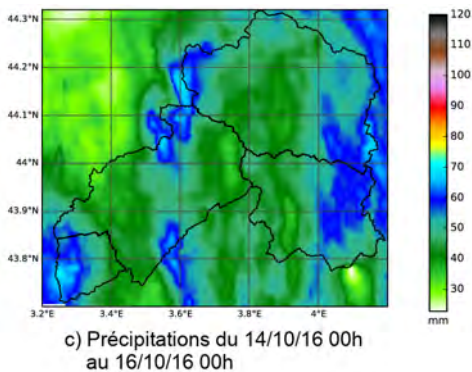 44.3°N
44.2°N
44.1°N
44°N
43.9°N
43.8°N
3.2°E
3.4°E
3.6°E
3.8°E
4°E
120
110
100
90
80
70
60
50
40
30
mm
c) Précipitations du 14/10/16 00h
au 16/10/16 00h